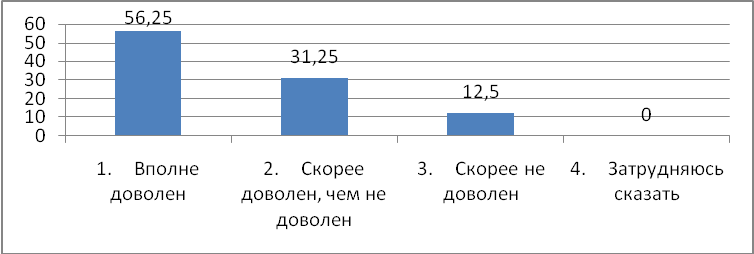 60
50
40
30
20
10
0
56,25
31,25
12,5
0
1. Вполне
доволен
2. Скорее
доволен, чем не
доволен
3. Скорее не
доволен
4. Затрудняюсь
сказать